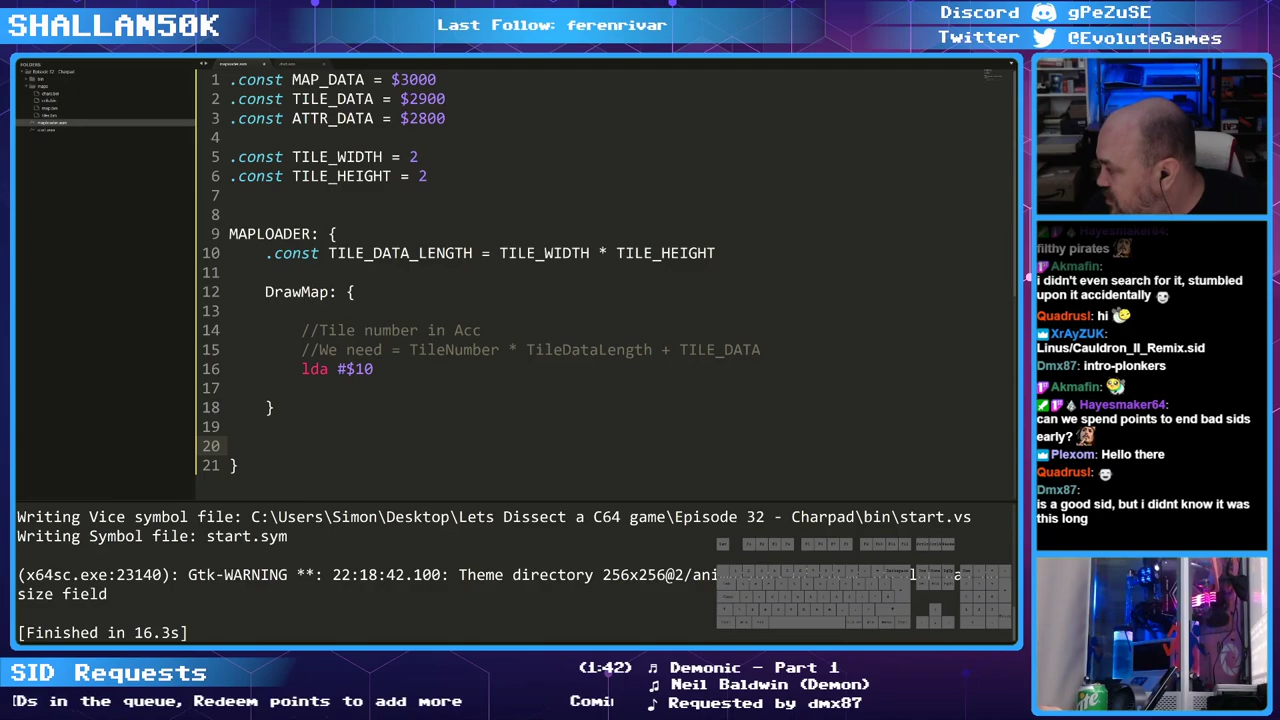 SHALLAN50K
Last Follow: ferenrivar
Discord gPeZuSE
Twitter @EvoluteGames
FOLDERS
1 .const MAP_DATA = $3000
2 .const TILE_DATA = $2900
3 .const ATTR_DATA = $2800
4
5 .const TILE_WIDTH = 2
6 .const TILE_HEIGHT = 2
7
8
9 MAPLOADER: {
10 .const TILE_DATA_LENGTH = TILE_WIDTH * TILE_HEIGHT
11
12 DrawMap: {
13
14 //Tile number in Acc
15 //We need = TileNumber * TileDataLength + TILE_DATA
16 lda #$10
17
18 }
19
20
21 }
Writing Vice symbol file: C:\Users\Simon\Desktop\Lets Dissect a C64 game\Episode 32 - Charpad\bin\start.vs
Writing Symbol file: start.sym
(x64sc.exe:23140): Gtk-WARNING **: 22:18:42.100: Theme directory 256x256@2/ani
size field
[Finished in 16.3s]
Hayesmaker64:
filthy pirates
Akmafin:
i didn't even search for it, stumbled
upon it accidentally
Quadrusl: hi
XrAyZUK:
Linus/Cauldron_II_Remix.sid
Dmx87: intro-plonkers
Akmafin:
Hayesmaker64:
can we spend points to end bad sids
early?
Plexom: Hello there
Quadrusl:
Dmx87:
is a good sid, but i didnt know it was
this long
SID Requests
Ds in the queue, Redeem points to add more
Comi
(1:42) ♫ Demonic - Part 1
♫ Neil Baldwin (Demon)
♪ Requested by dmx87